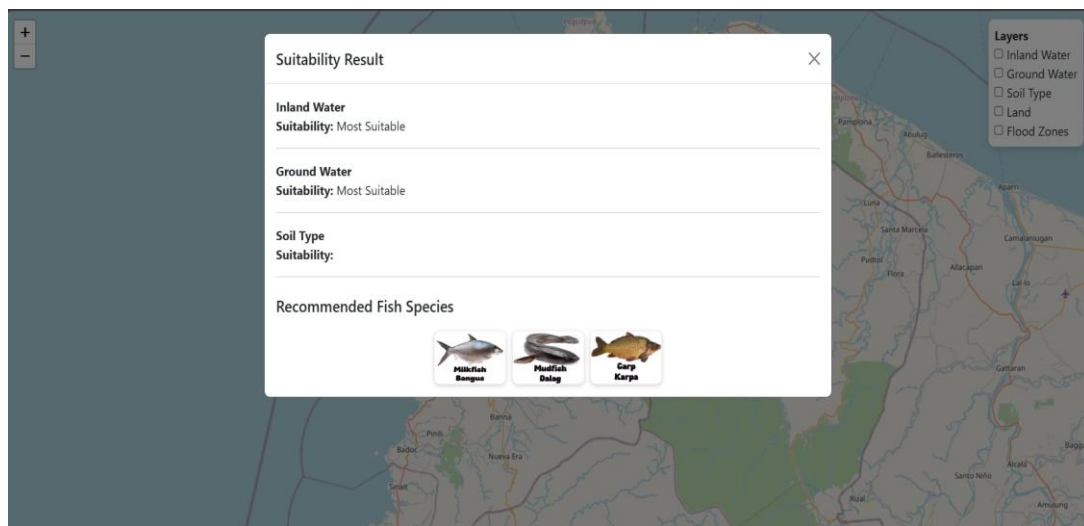 +
−
Suitability Result
Inland Water
Suitability: Most Suitable
Ground Water
Suitability: Most Suitable
Soil Type
Suitability:
Recommended Fish Species
Milkfish
Bangus
Mudfish
Dalag
Carp
Karpa
Layers
Inland Water
Ground Water
Soil Type
Land
Flood Zones
Pamplona
Abulug
Ballesteros
Aparri
Luna
Santa Marcela
Camalaniugan
Pudtol
Flora
Allacapan
Lal-lo
Gattaran
Banna
Pinili
Badoc
Nueva Era
Sinait
Alcala
Santo Niño
Rizal
Amulung